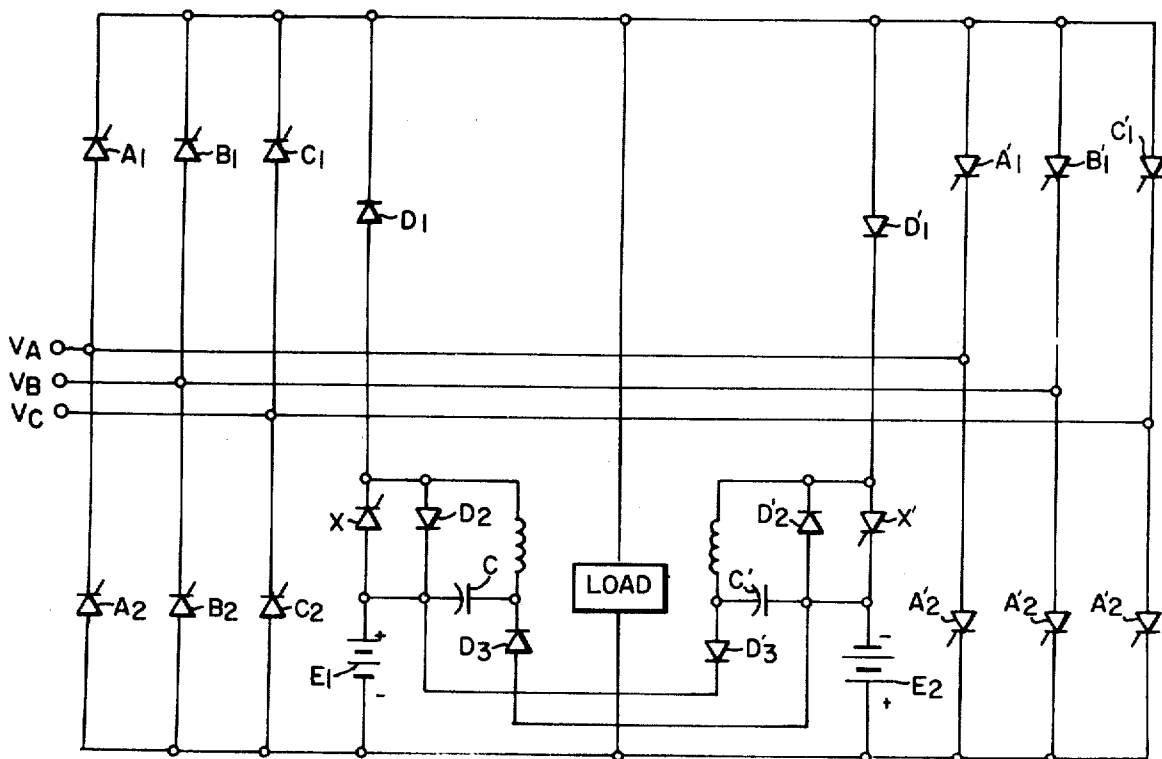 A1
B1
C1
D1
D'1
A'1
B'1
C'1
VA
VB
VC
X
D2
C
LOAD
D'2
C'
X'
A2
B2
C2
D3
D'3
A'2
A'2
A'2
E1
+
-
E2
-
+